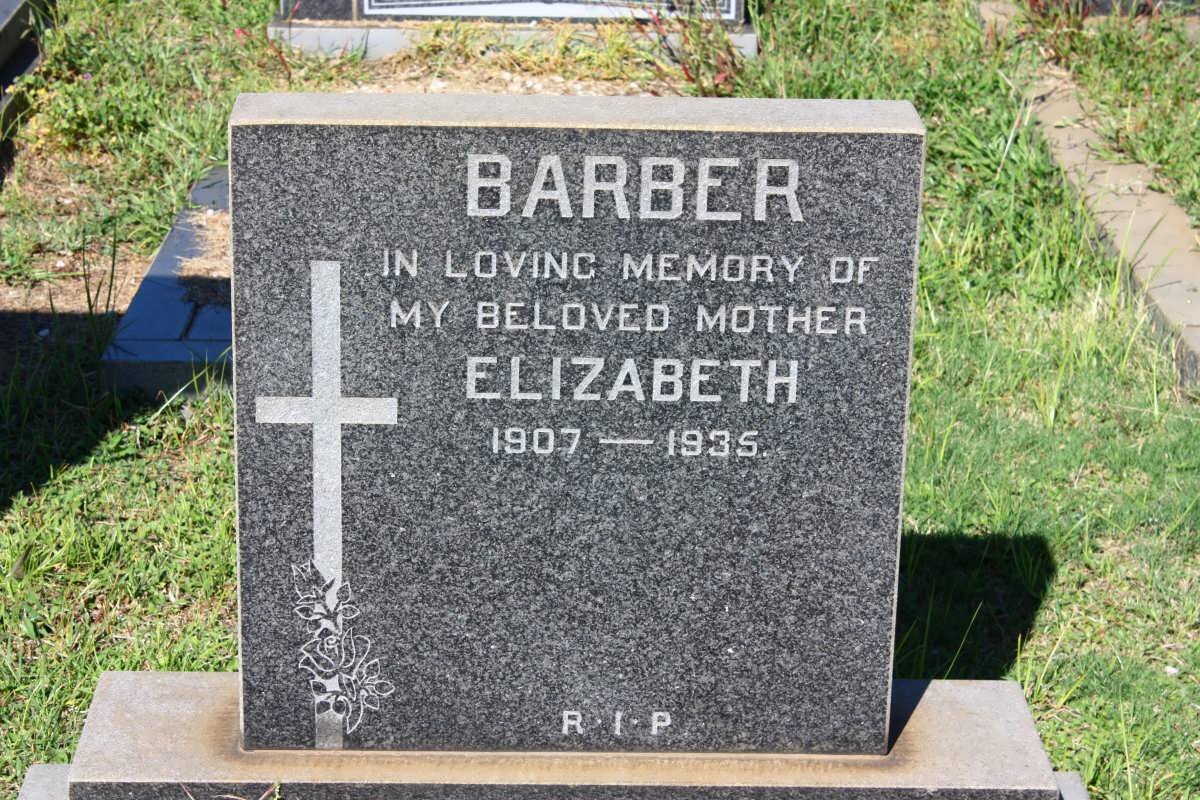 BARBER
IN LOVING MEMORY OF
MY BELOVED MOTHER
ELIZABETH
1907 — 1935.
R·I·P